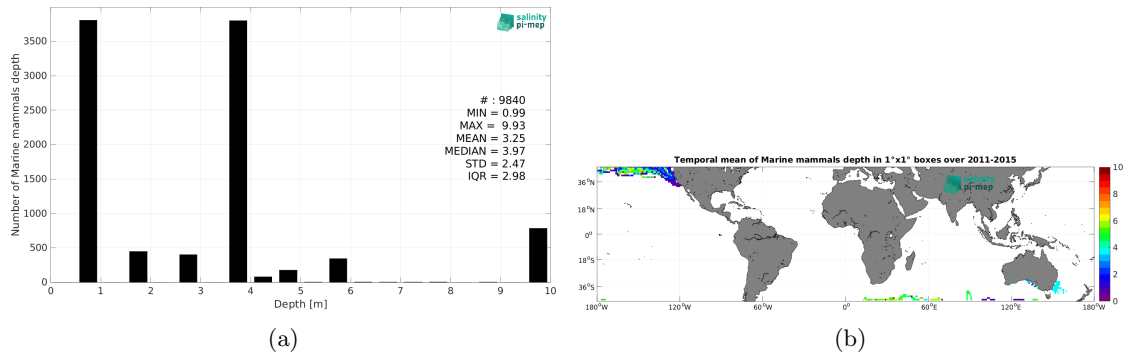 3500
3000
2500
2000
1500
1000
500
0
Number of Marine mammals depth
salinity
pi-mep
# : 9840
MIN = 0.99
MAX = 9.93
MEAN = 3.25
MEDIAN = 3.97
STD = 2.47
IQR = 2.98
0 1 2 3 4 5 6 7 8 9 10
Depth [m]
(a)
Temporal mean of Marine mammals depth in 1°x1° boxes over 2011-2015
salinity
pi-mep
36°N
18°N
0°
18°S
36°S
180°W 120°W 60°W 0° 60°E 120°E 180°E
10
8
6
4
2
0
(b)